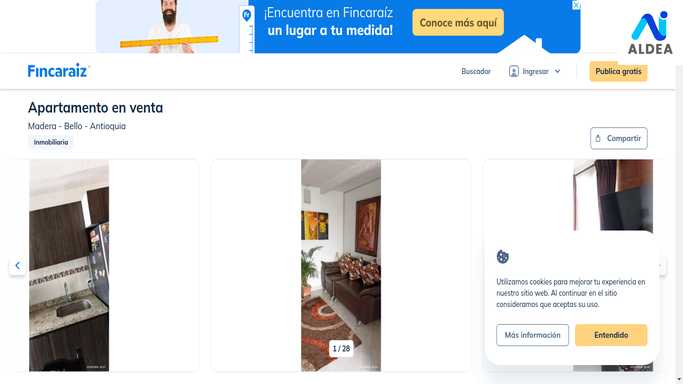 ¡Encuentra en Fincaraíz
un lugar a tu medida!
Conoce más aquí
Fr
ALDEA
Fincaraiz
Buscador
Ingresar
Publica gratis
Apartamento en venta
Madera - Bello - Antioquia
Inmobiliaria
Compartir
1 / 28
Utilizamos cookies para mejorar tu experiencia en
nuestro sitio web. Al continuar en el sitio
consideramos que aceptas su uso.
Más información
Entendido